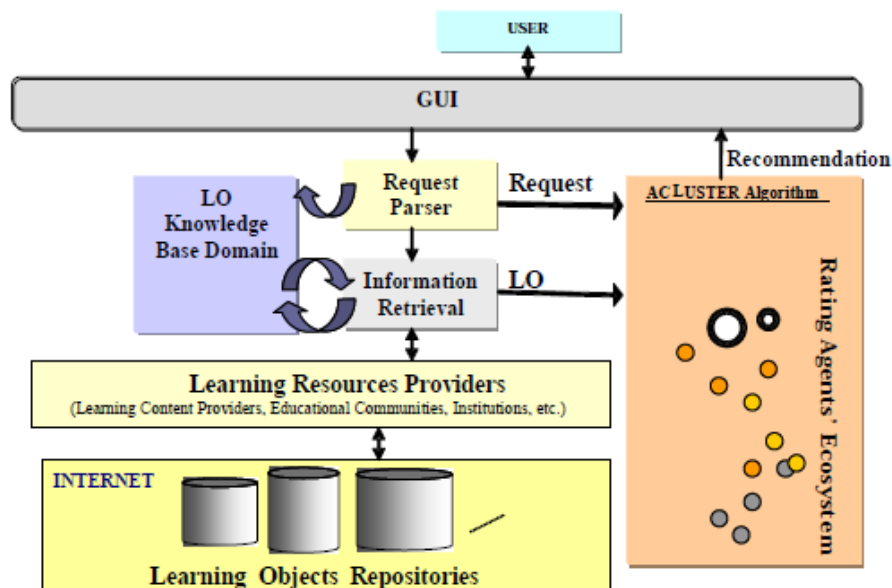 USER
GUI
Recommendation
Request
Parser
Request
LO
Knowledge
Base Domain
ACLUSTER Algorithm
Information
Retrieval
LO
Rating Agents' Ecosystem
Learning Resources Providers
(Learning Content Providers, Educational Communities, Institutions, etc.)
INTERNET
Learning Objects Repositories